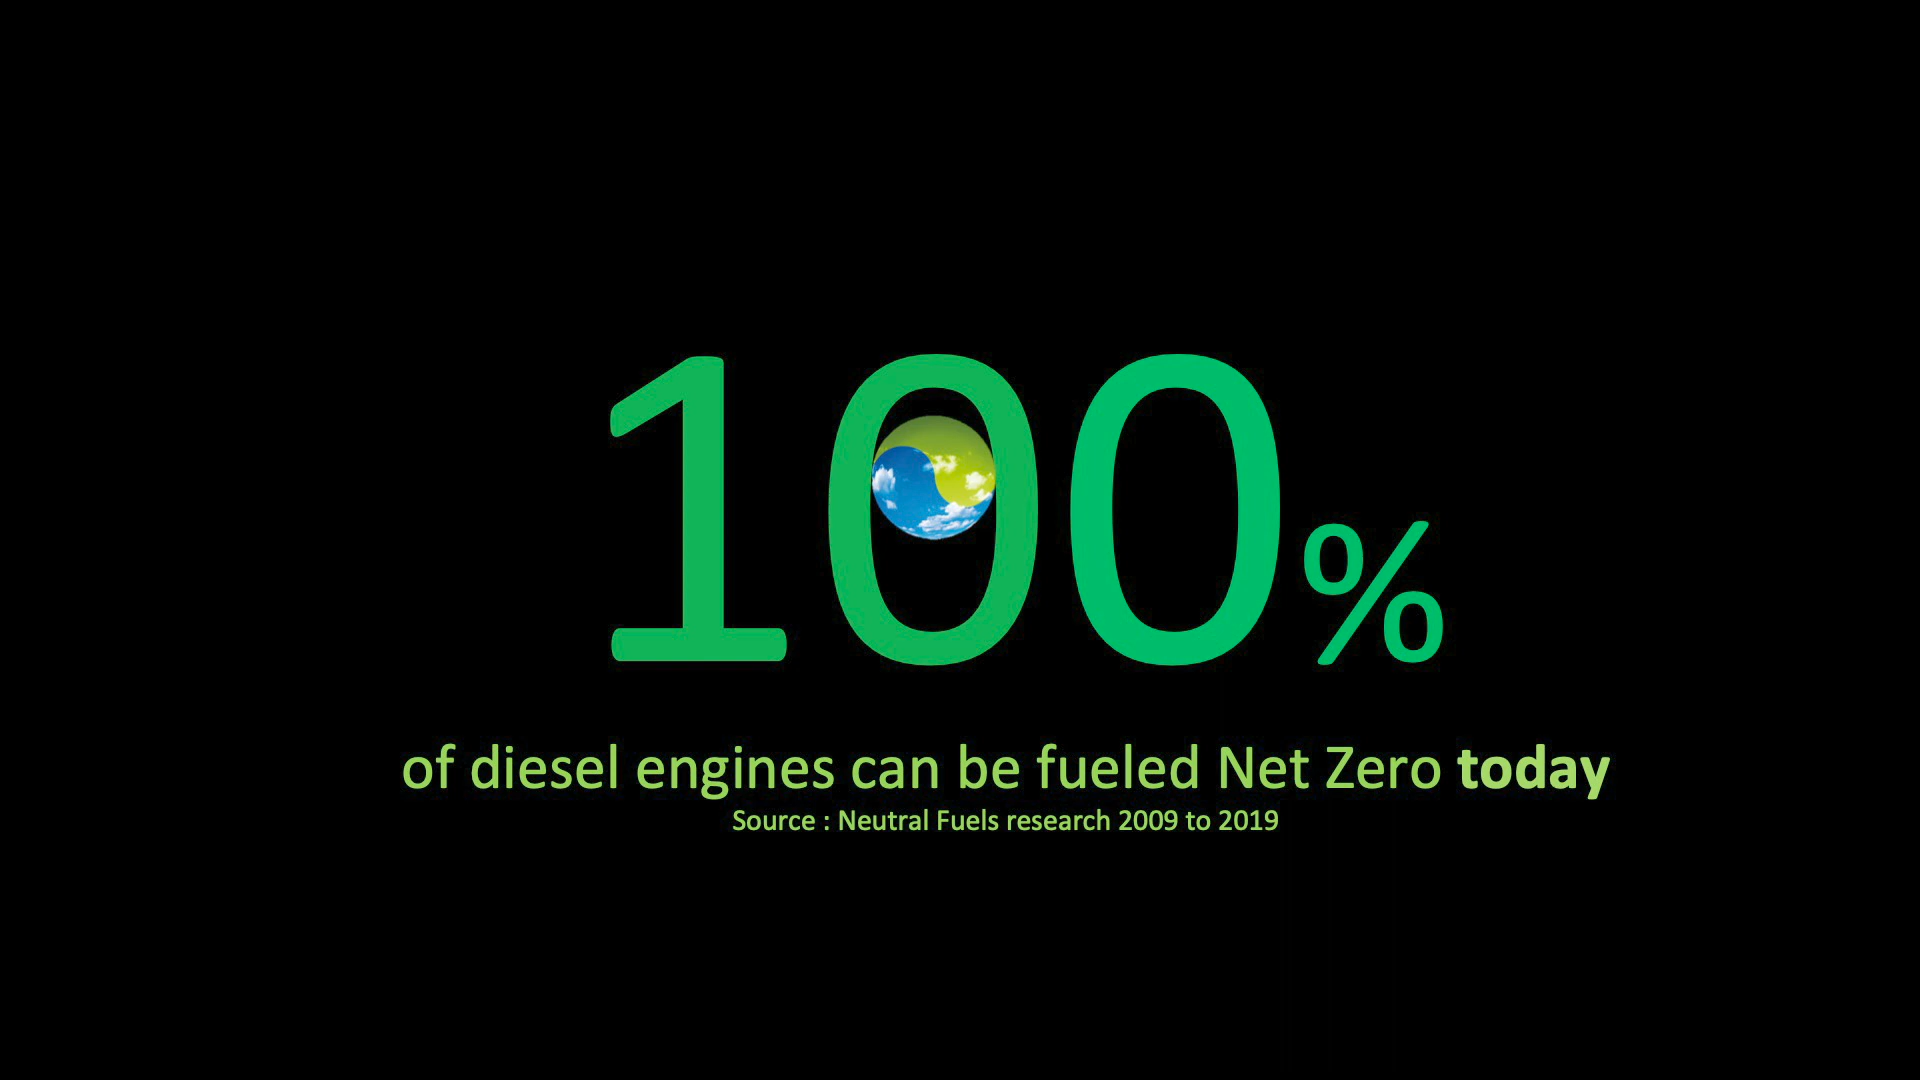 100%
of diesel engines can be fueled Net Zero today
Source : Neutral Fuels research 2009 to 2019